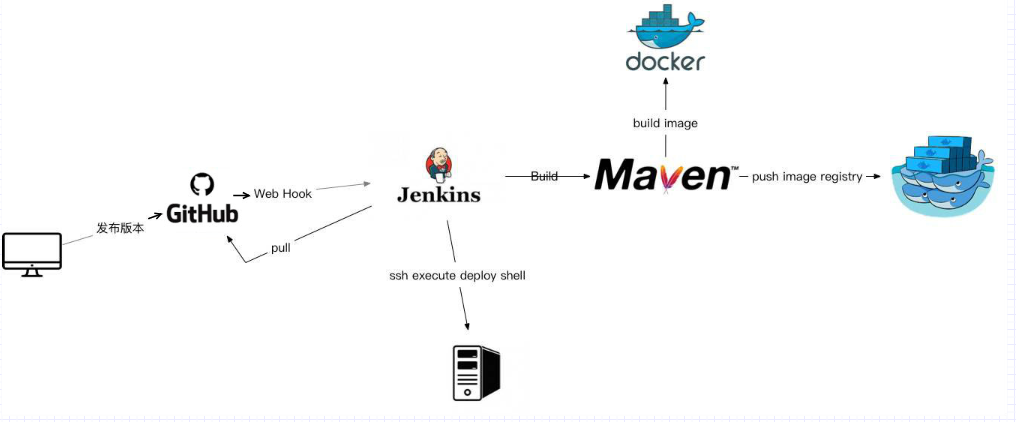 docker
build image
Maven™
push image registry
Build
Jenkins
Web Hook
GitHub
发布版本
pull
ssh execute deploy shell